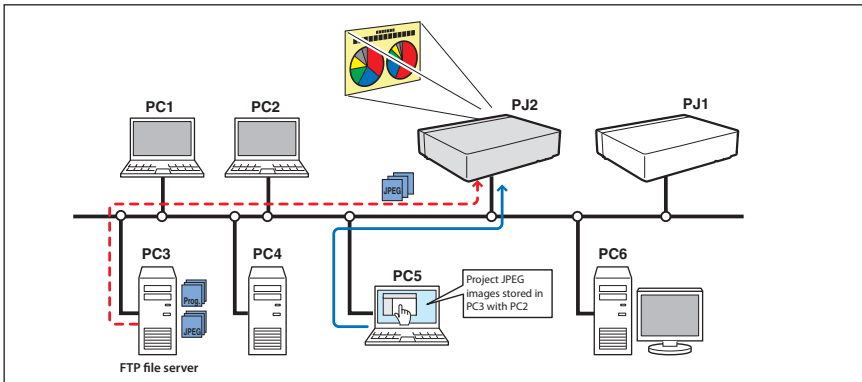 PC1
PC2
PJ2
PJ1
JPEG
PC3
PC4
PC5
PC6
Prog.
JPEG
Project JPEG
images stored in
PC3 with PC2
FTP file server